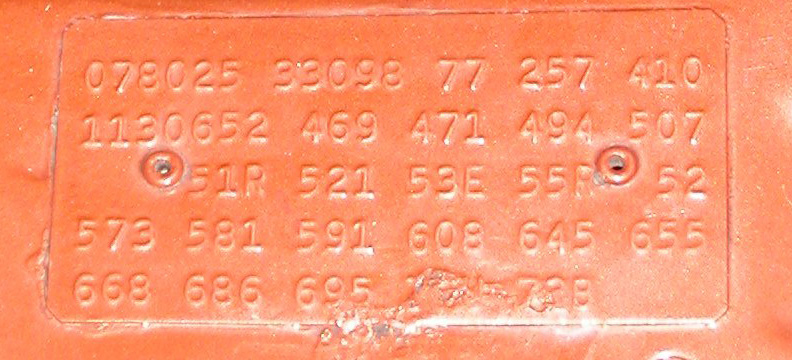 078025 33098 77 257 410
1130652 469 471 494 507
51R 521 53E 55R 52
573 581 591 608 645 655
668 686 695